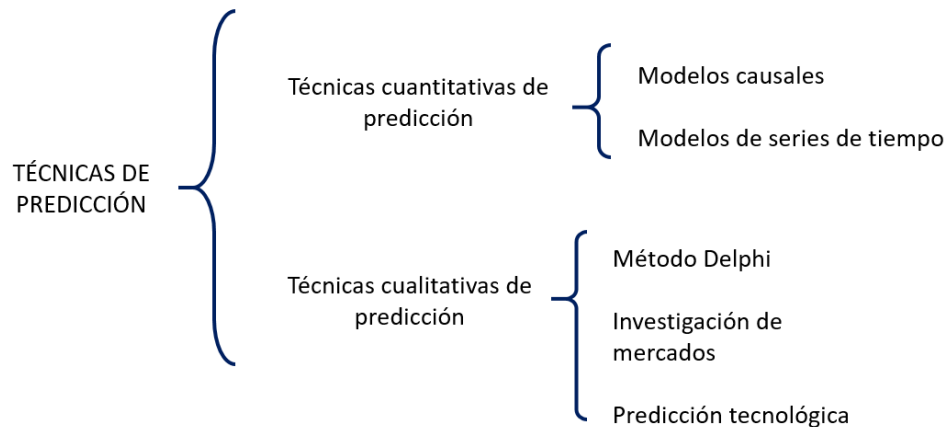 TÉCNICAS DE
PREDICCIÓN
Técnicas cuantitativas de
predicción
Modelos causales
Modelos de series de tiempo
Técnicas cualitativas de
predicción
Método Delphi
Investigación de
mercados
Predicción tecnológica